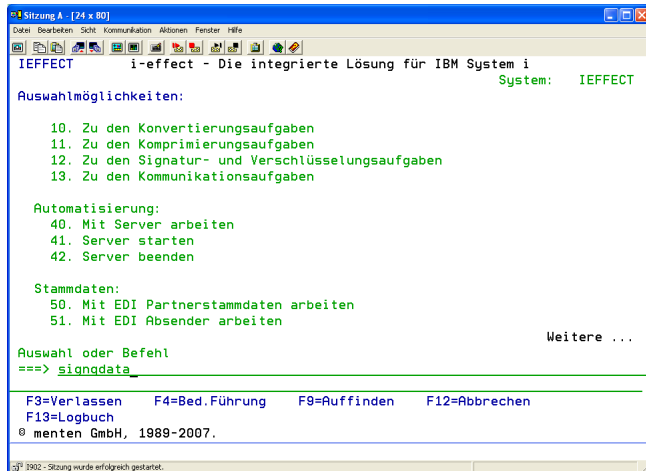 Sitzung A - [24 x 80]
Datei Bearbeiten Sicht Kommunikation Aktionen Fenster Hilfe
IEFFECT i-effect - Die integrierte Lösung für IBM System i
System: IEFFECT
Auswahlmöglichkeiten:
10. Zu den Konvertierungsaufgaben
11. Zu den Komprimierungsaufgaben
12. Zu den Signatur- und Verschlüsselungsaufgaben
13. Zu den Kommunikationsaufgaben
Automatisierung:
40. Mit Server arbeiten
41. Server starten
42. Server beenden
Stammdaten:
50. Mit EDI Partnerstammdaten arbeiten
51. Mit EDI Absender arbeiten
Weitere ...
Auswahl oder Befehl
===> signgdata
F3=Verlassen F4=Bed.Führung F9=Auffinden F12=Abbrechen
F13=Logbuch
© menten GmbH, 1989-2007.
I902 - Sitzung wurde erfolgreich gestartet.